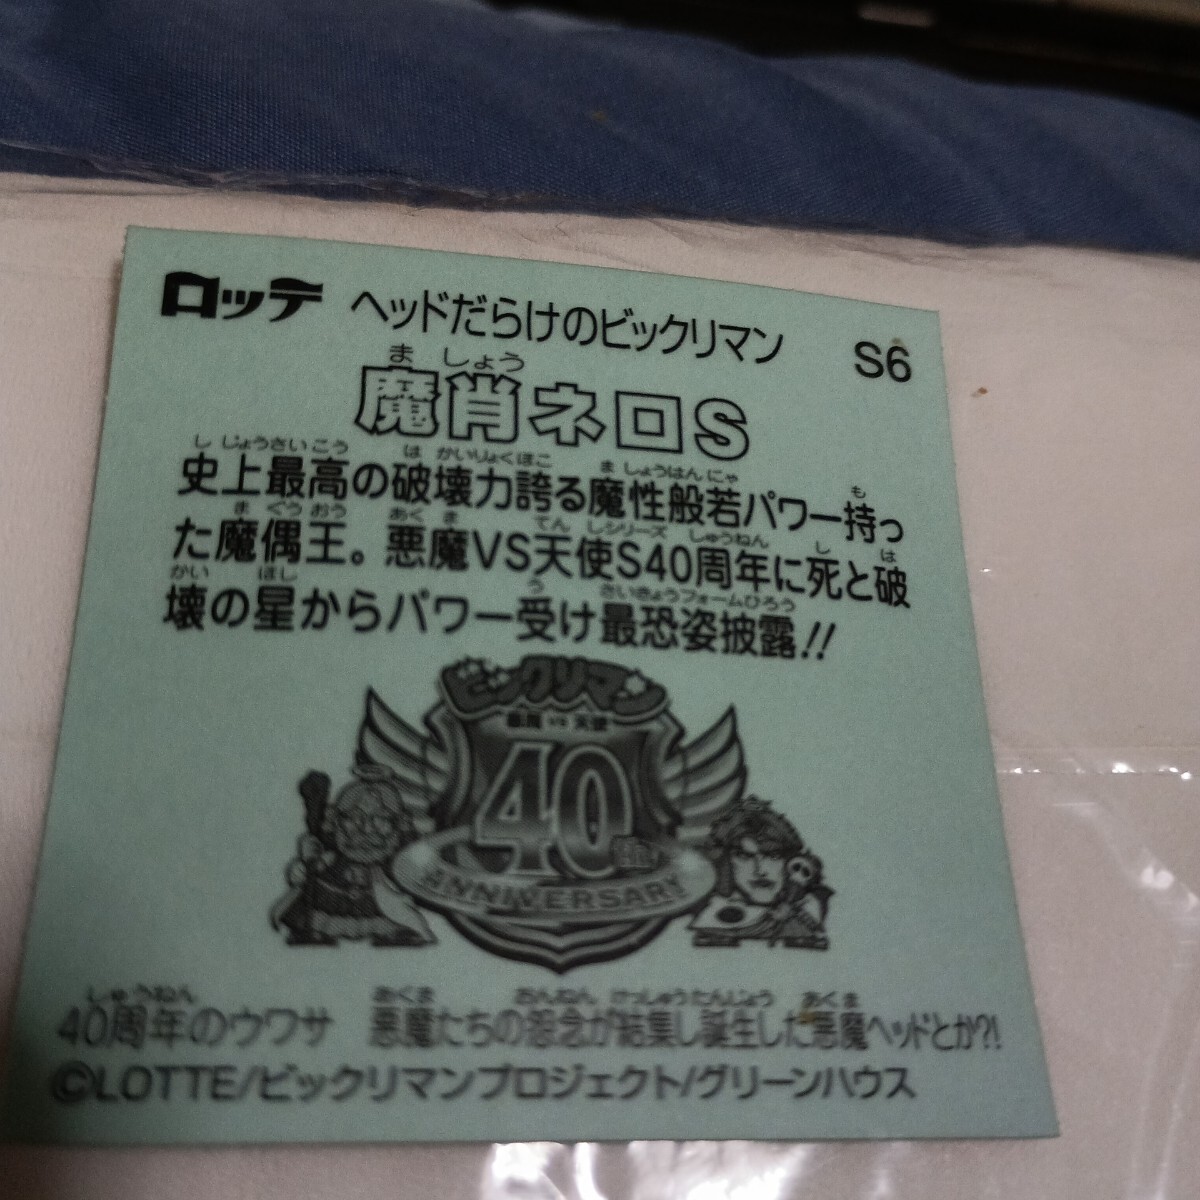 ロッテ ヘッドだらけのビックリマン S6
ま しょう
魔肖ネロS
し じょうさい こう は かいりょくほこ ま しょうはん にゃ も
史上最高の破壊力誇る魔性般若パワー持っ
ま ぐう おう あく ま てん しシリーズ しゅうねん し は
た魔偶王。悪魔VS天使S40周年に死と破
かい ほし う さいきょうフォームひろう
壊の星からパワー受け最恐姿披露!!
ビックリマン
悪魔 VS 天使
40th
ANNIVERSARY
しゅうねん あくま おんねん けっしゅうたんじょう あくま
40周年のウワサ 悪魔たちの怨念が結集し誕生した悪魔ヘッドとか?!
©LOTTE/ビックリマンプロジェクト/グリーンハウス